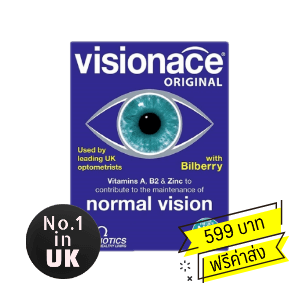 visionace®
ORIGINAL
Used by
leading UK
optometrists
with
Bilberry
Vitamins A, B2 & Zinc to
contribute to the maintenance of
normal vision
No.1
in
UK
599 บาท
ฟรีค่าส่ง